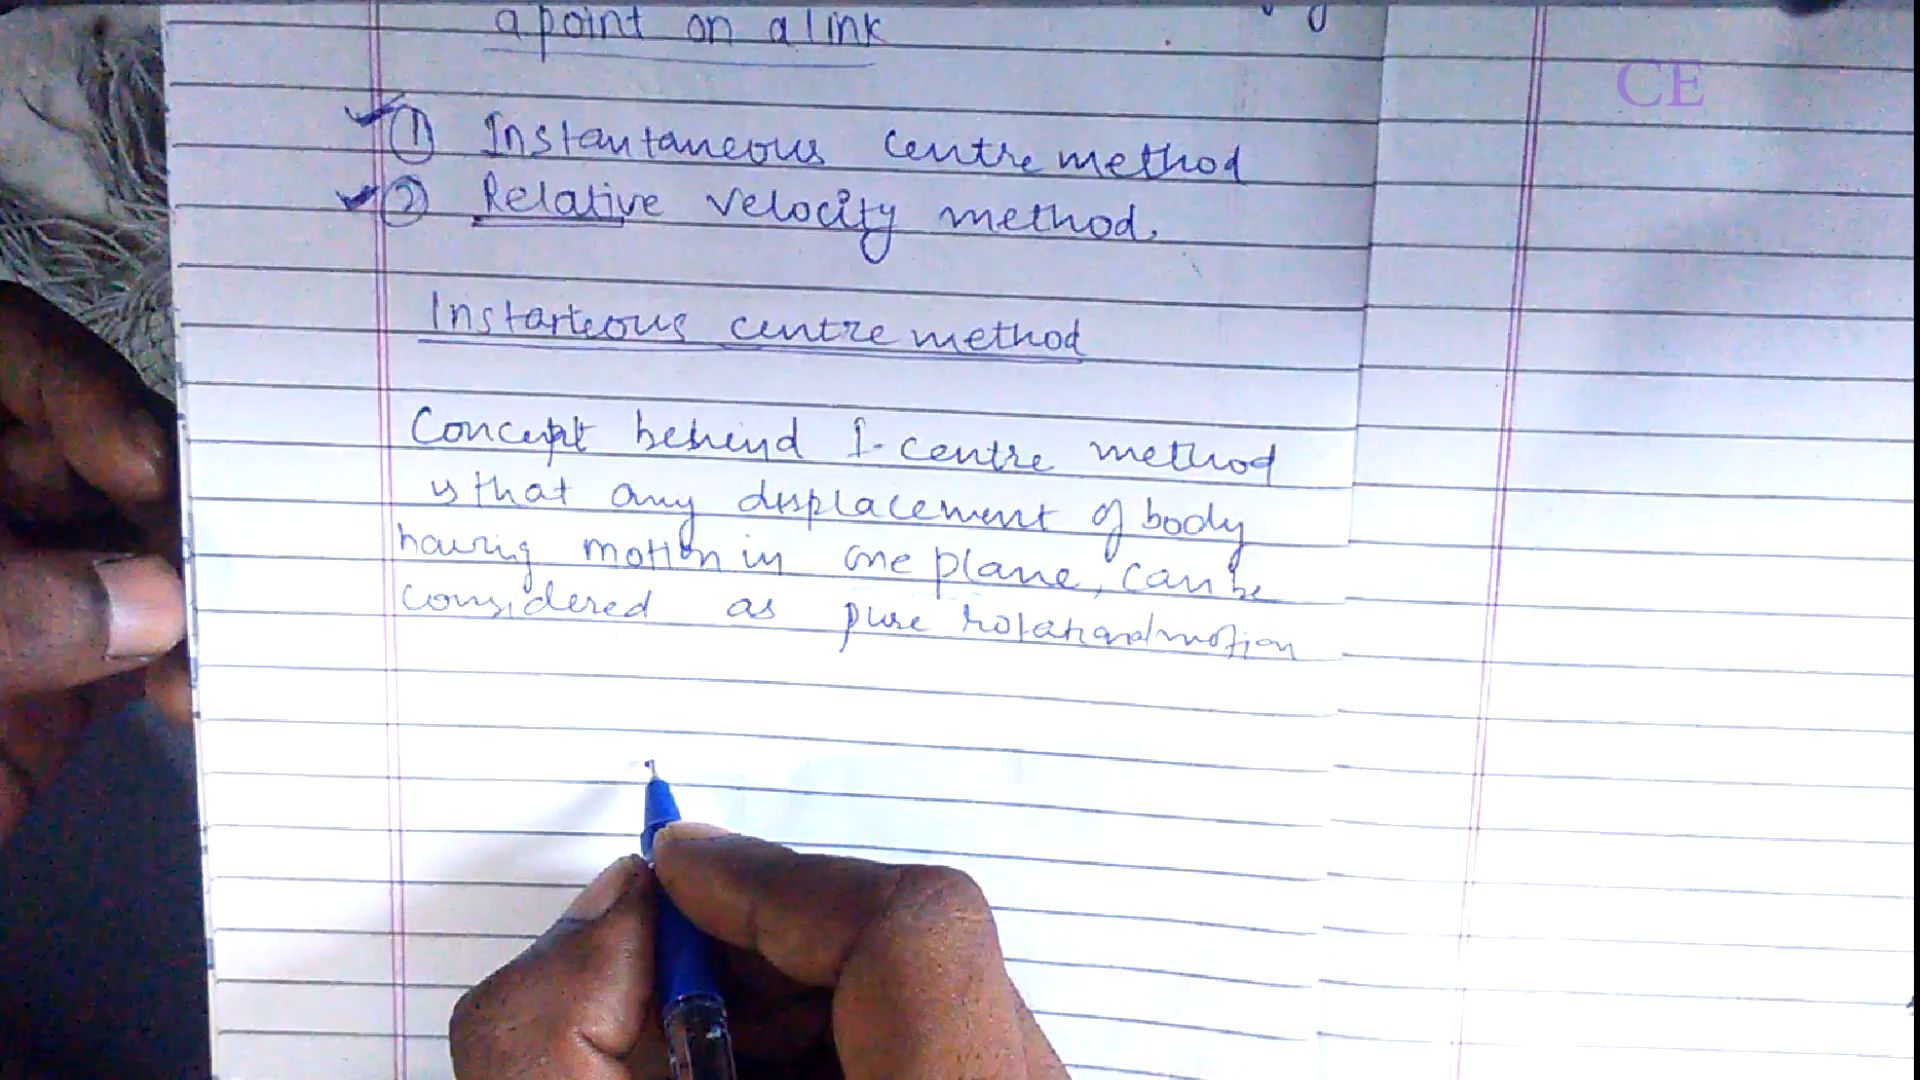 a point on a link
CE
① Instantaneous centre method
② Relative velocity method.
Instarteous centre method
Concept behind I-centre method
is that any displacement of body
having motion in one plane, can be
considered as pure rotational motion